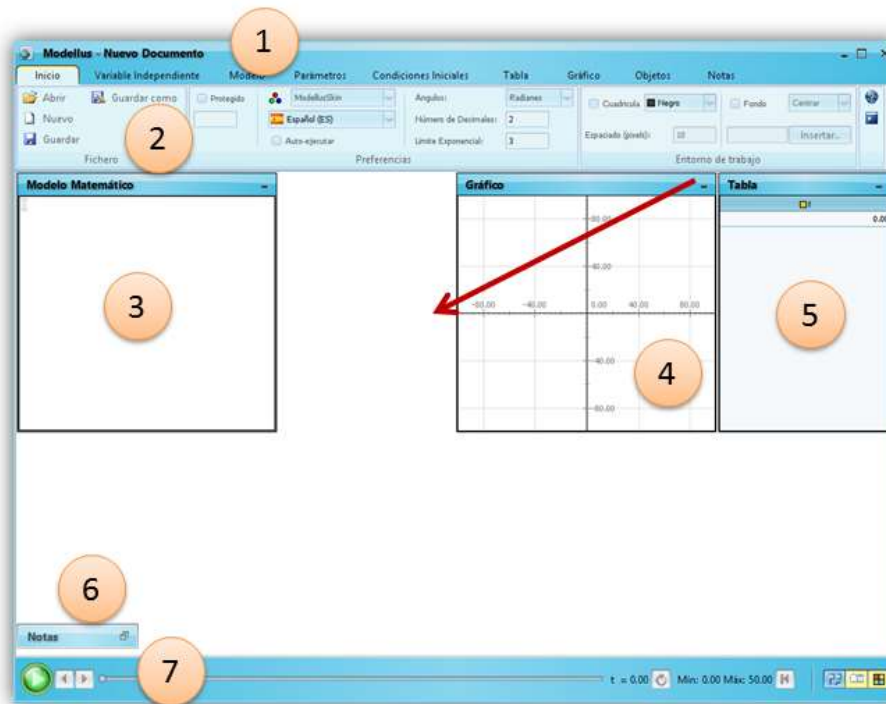 1
Modellus - Nuevo Documento
Inicio Variable Independiente Modelo Parámetros Condiciones Iniciales Tabla Gráfico Objetos Notas
Abrir Guardar como Protegido ModellusSkin Ángulos: Radianes Cuadrícula Negro Fondo Centrar
Nuevo 2 Español (ES) Número de Decimales: 2 Espaciado (pixels): 10 Insertar...
Guardar Auto-ejecutar Límite Exponencial: 3
Fichero Preferencias Entorno de trabajo
Modelo Matemático Gráfico Tabla
t
0.00
80.00
40.00
3 -80.00 -40.00 0.00 40.00 80.00 5
-40.00 4
-80.00
6
Notas
7 t = 0.00 Mín: 0.00 Máx: 50.00